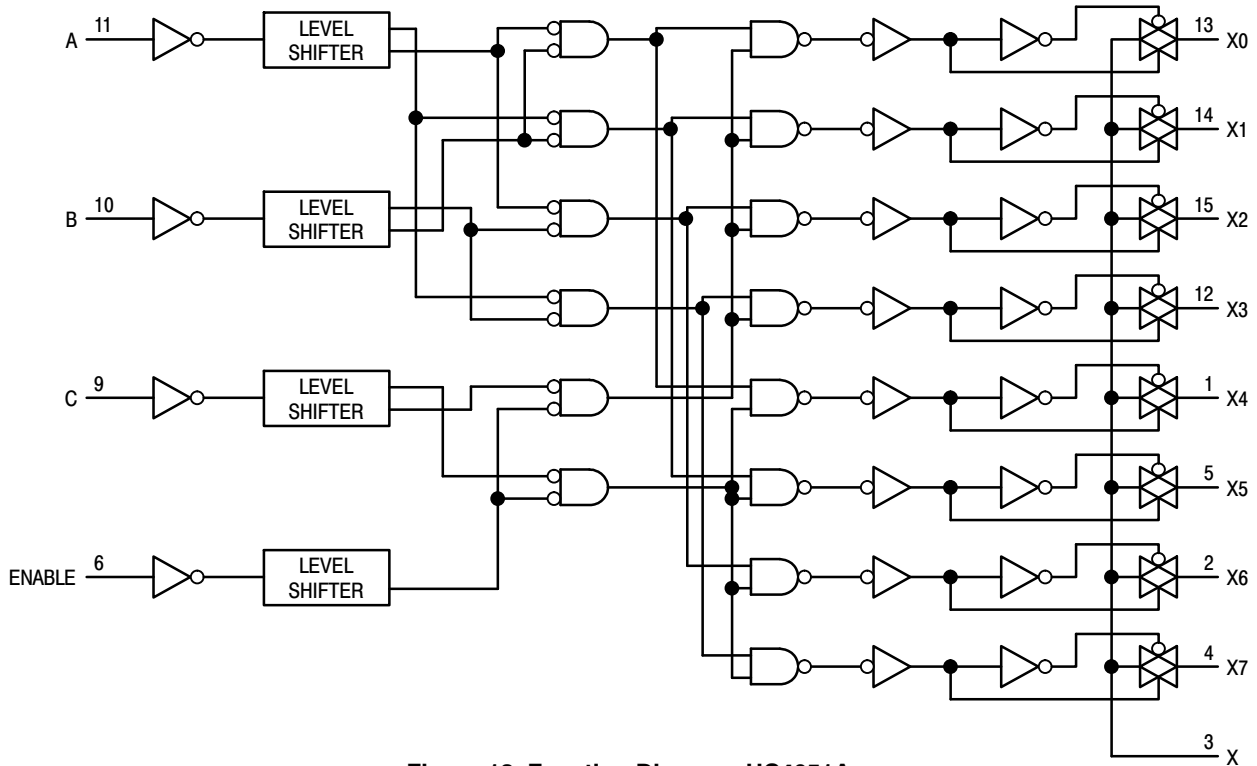 A 11
LEVEL
SHIFTER
13 X0
14 X1
B 10
LEVEL
SHIFTER
15 X2
12 X3
C 9
LEVEL
SHIFTER
1 X4
5 X5
ENABLE 6
LEVEL
SHIFTER
2 X6
4 X7
3 X